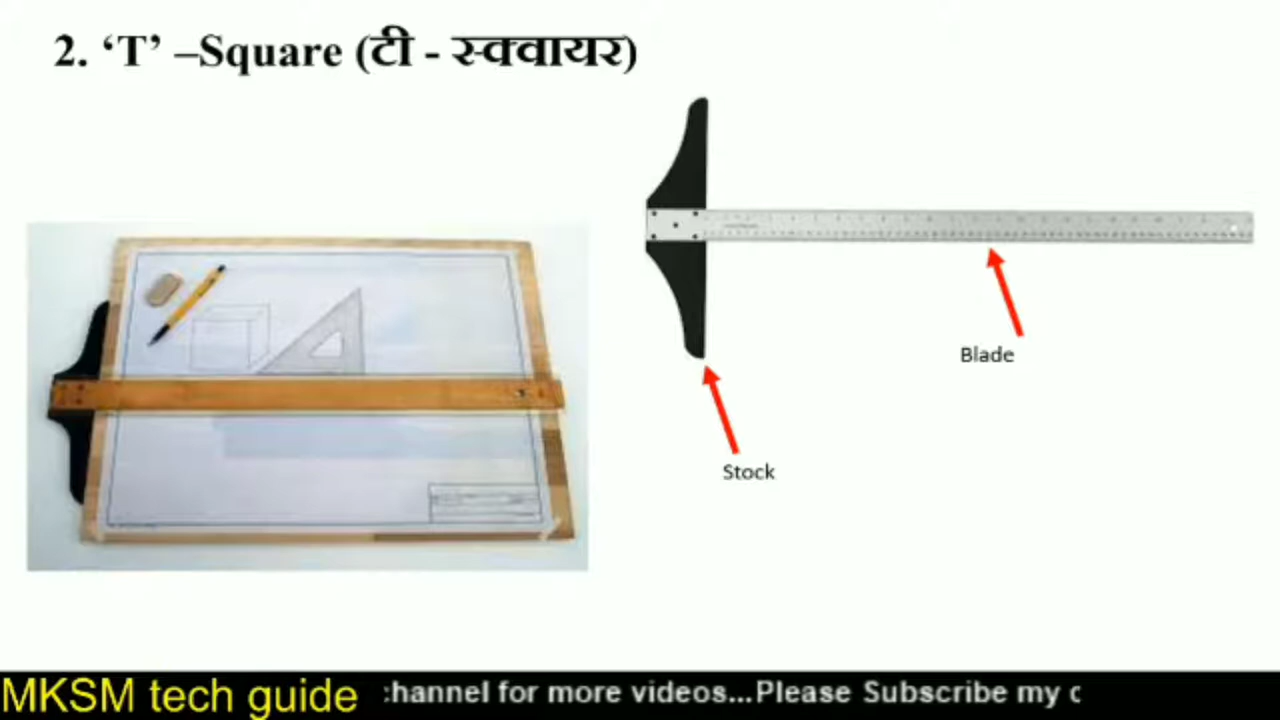 2. ‘T’ –Square (टी - स्क्वायर)
Blade
Stock
MKSM tech guide
:hannel for more videos...Please Subscribe my c